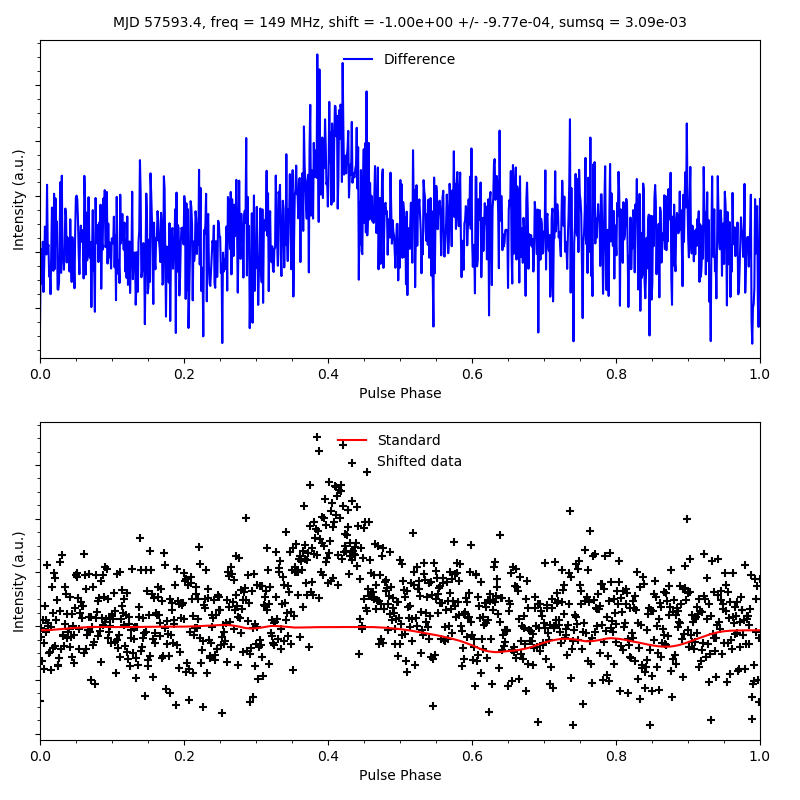 MJD 57593.4, freq = 149 MHz, shift = -1.00e+00 +/- -9.77e-04, sumsq = 3.09e-03
Difference
Intensity (a.u.)
0.0 0.2 0.4 0.6 0.8 1.0
Pulse Phase
Standard
Shifted data
Intensity (a.u.)
0.0 0.2 0.4 0.6 0.8 1.0
Pulse Phase